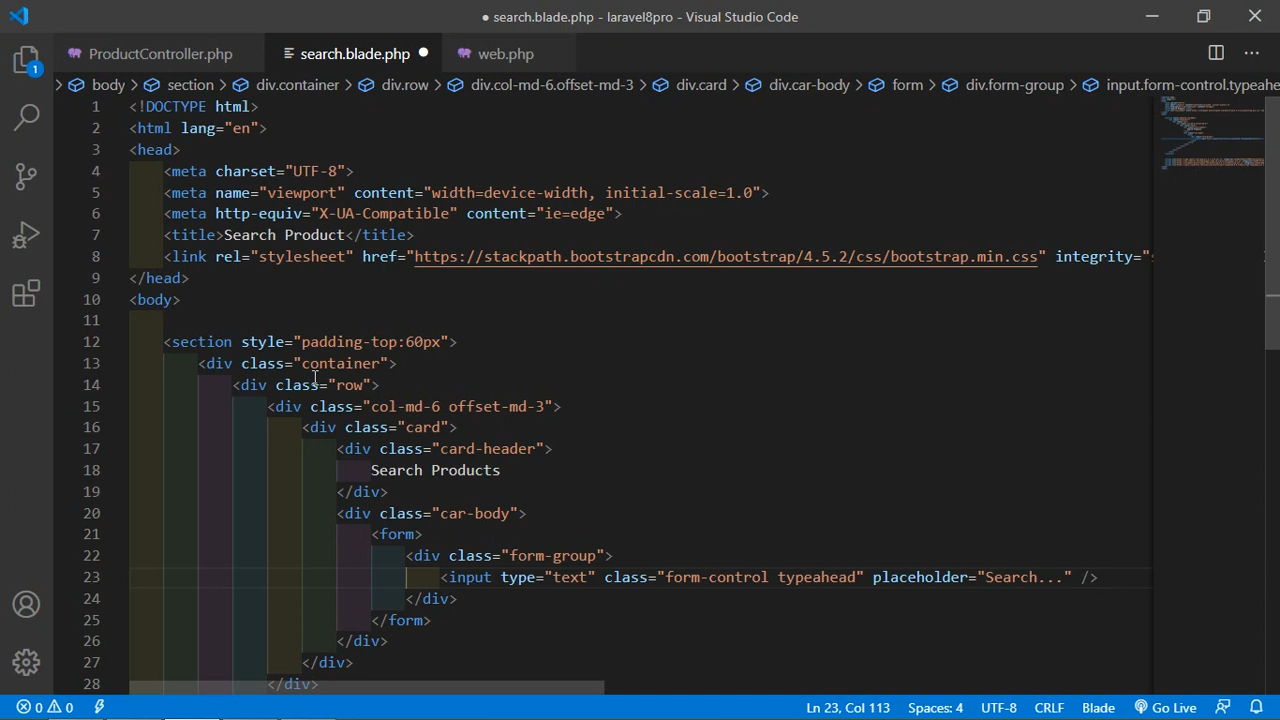 ● search.blade.php - laravel8pro - Visual Studio Code
ProductController.php search.blade.php ● web.php ···
body > section > div.container > div.row > div.col-md-6.offset-md-3 > div.card > div.car-body > form > div.form-group > input.form-control.typeahe
1 <!DOCTYPE html>
2 <html lang="en">
3 <head>
4 <meta charset="UTF-8">
5 <meta name="viewport" content="width=device-width, initial-scale=1.0">
6 <meta http-equiv="X-UA-Compatible" content="ie=edge">
7 <title>Search Product</title>
8 <link rel="stylesheet" href="https://stackpath.bootstrapcdn.com/bootstrap/4.5.2/css/bootstrap.min.css" integrity="
9 </head>
10 <body>
11
12 <section style="padding-top:60px">
13 <div class="container">
14 <div class="row">
15 <div class="col-md-6 offset-md-3">
16 <div class="card">
17 <div class="card-header">
18 Search Products
19 </div>
20 <div class="car-body">
21 <form>
22 <div class="form-group">
23 <input type="text" class="form-control typeahead" placeholder="Search..." />
24 </div>
25 </form>
26 </div>
27 </div>
28 </div>
1
0 0 Ln 23, Col 113 Spaces: 4 UTF-8 CRLF Blade Go Live